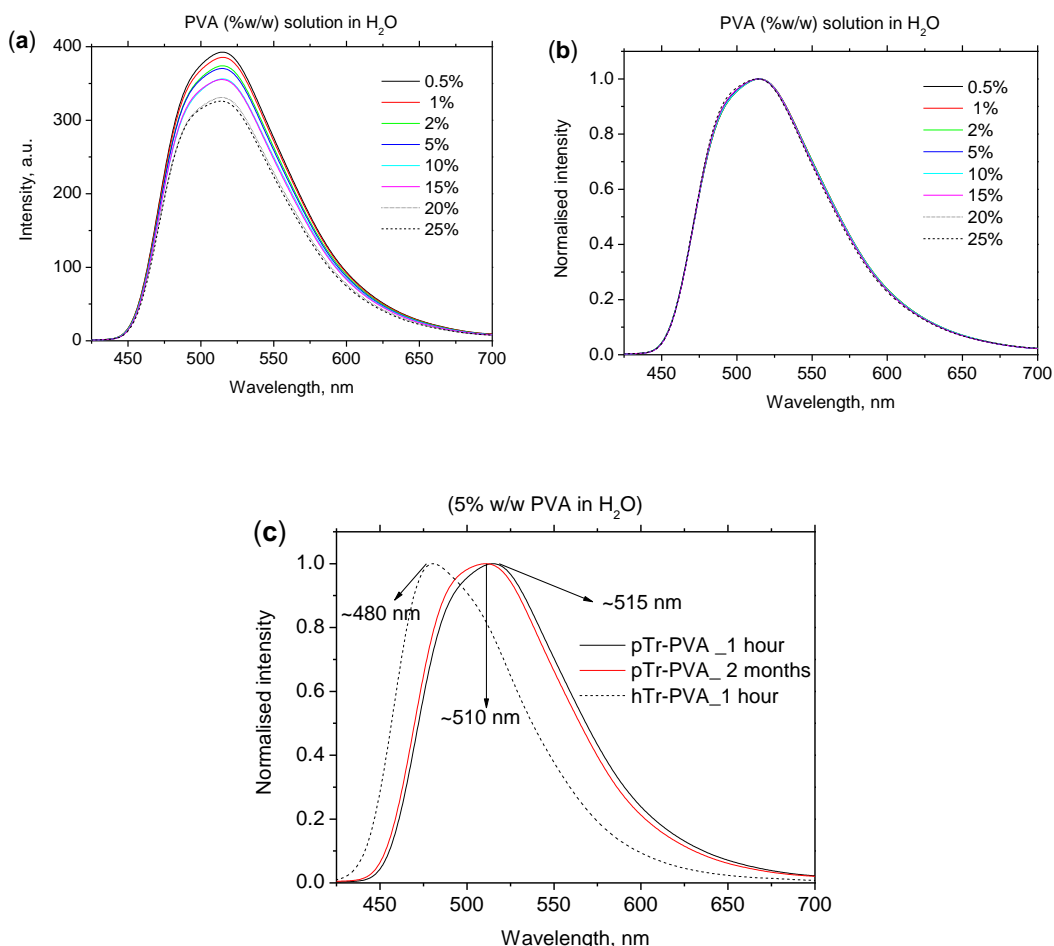 PVA (%w/w) solution in H2O
(a)
400
300
200
100
0
Intensity, a.u.
0.5%
1%
2%
5%
10%
15%
20%
25%
450 500 550 600 650 700
Wavelength, nm
PVA (%w/w) solution in H2O
(b)
1.0
0.8
0.6
0.4
0.2
0.0
Normalised intensity
0.5%
1%
2%
5%
10%
15%
20%
25%
450 500 550 600 650 700
Wavelength, nm
(5% w/w PVA in H2O)
(c)
1.0
0.8
0.6
0.4
0.2
0.0
Normalised intensity
~480 nm
~515 nm
~510 nm
pTr-PVA _1 hour
pTr-PVA_ 2 months
hTr-PVA_1 hour
450 500 550 600 650 700
Wavelength, nm